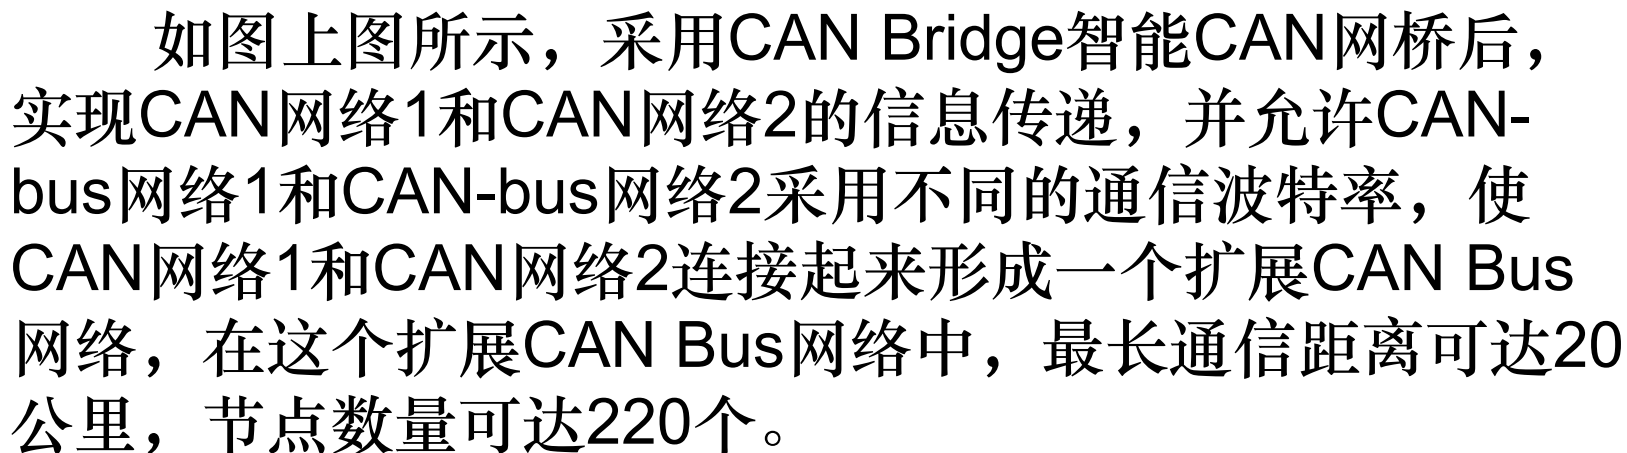 如图上图所示，采用CAN Bridge智能CAN网桥后，
实现CAN网络1和CAN网络2的信息传递，并允许CAN-
bus网络1和CAN-bus网络2采用不同的通信波特率，使
CAN网络1和CAN网络2连接起来形成一个扩展CAN Bus
网络，在这个扩展CAN Bus网络中，最长通信距离可达20
公里，节点数量可达220个。